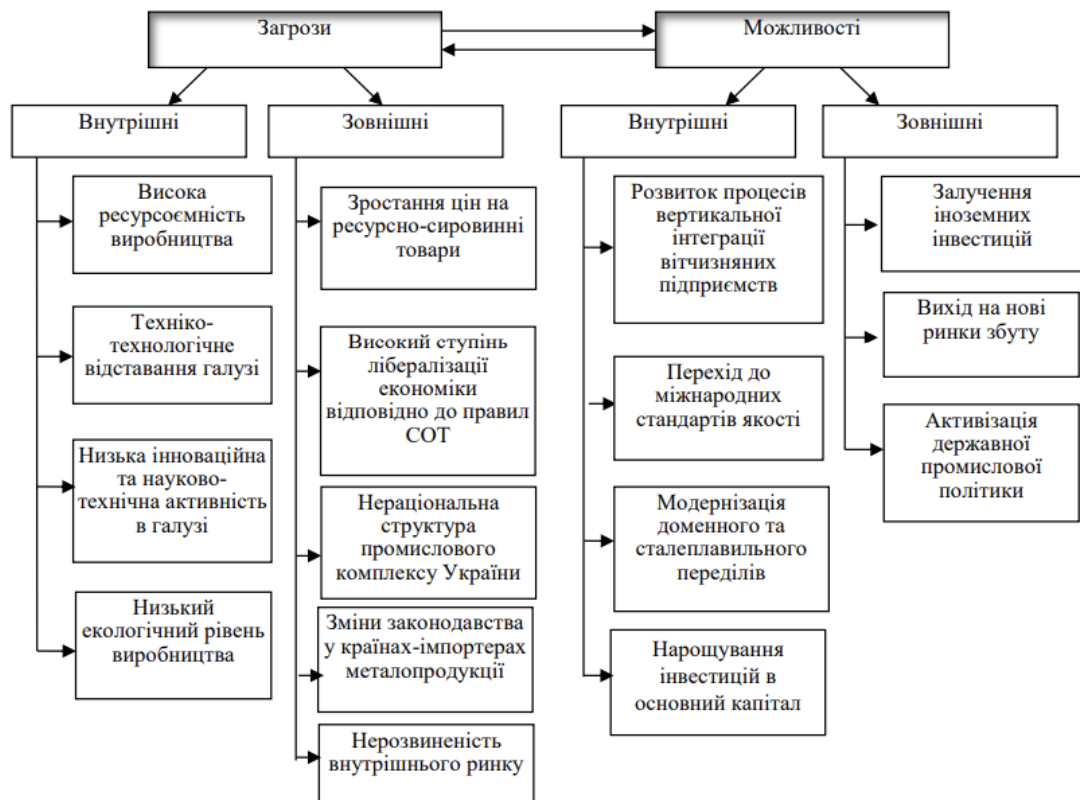 Загрози
Можливості
Внутрішні
Зовнішні
Внутрішні
Зовнішні
Висока
ресурсоємність
виробництва
Техніко-
технологічне
відставання галузі
Низька інноваційна
та науково-
технічна активність
в галузі
Низький
екологічний рівень
виробництва
Зростання цін на
ресурсно-сировинні
товари
Високий ступінь
лібералізації
економіки
відповідно до правил
СОТ
Нераціональна
структура
промислового
комплексу України
Зміни законодавства
у країнах-імпортерах
металопродукції
Нерозвиненість
внутрішнього ринку
Розвиток процесів
вертикальної
інтеграції
вітчизняних
підприємств
Перехід до
міжнародних
стандартів якості
Модернізація
доменного та
сталеплавильного
переділів
Нарощування
інвестицій в
основний капітал
Залучення
іноземних
інвестицій
Вихід на нові
ринки збуту
Активізація
державної
промислової
політики